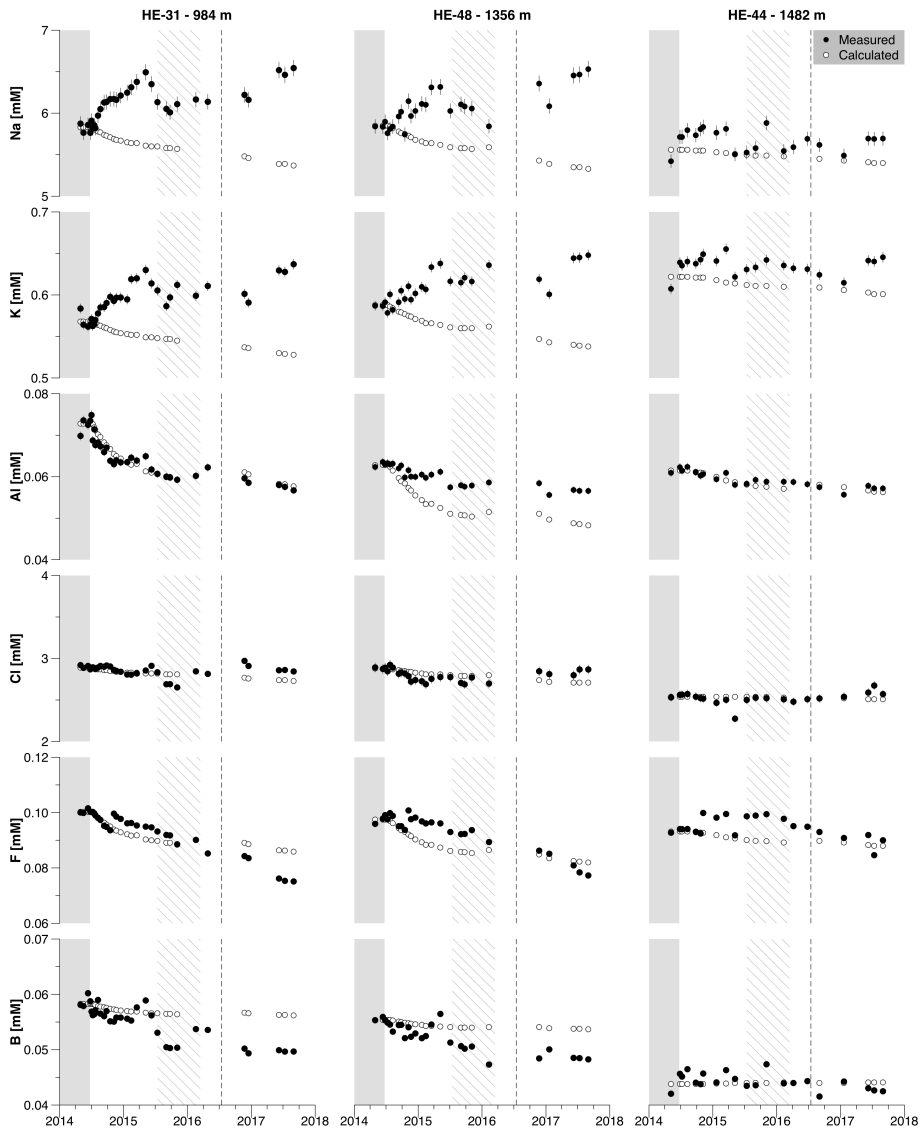 HE-31 - 984 m
HE-48 - 1356 m
HE-44 - 1482 m
Measured
Calculated
7
6
5
Na [mM]
0.7
0.6
0.5
K [mM]
0.08
0.06
0.04
Al [mM]
4
3
2
Cl [mM]
0.12
0.10
0.08
0.06
F [mM]
0.07
0.06
0.05
0.04
B [mM]
2014 2015 2016 2017 2018
2014 2015 2016 2017 2018
2014 2015 2016 2017 2018